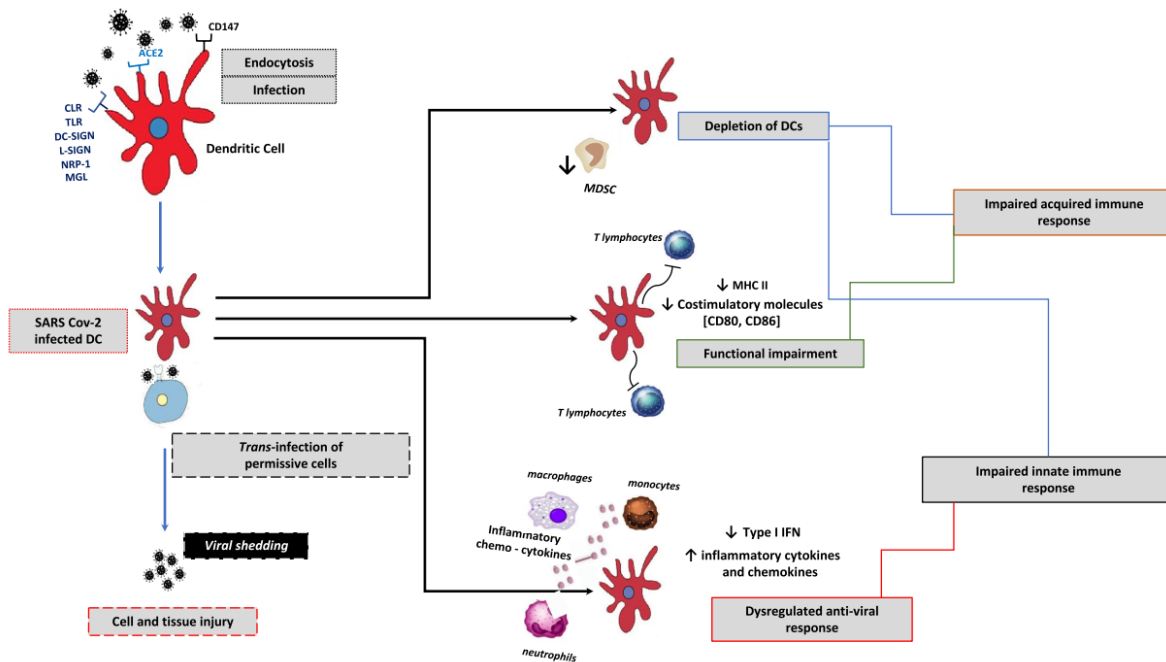 CD147
ACE2
Endocytosis
Infection
CLR
TLR
DC-SIGN
L-SIGN
NRP-1
MGL
Dendritic Cell
Depletion of DCs
MDSC
Impaired acquired immune
response
T lymphocytes
↓ MHC II
↓ Costimulatory molecules
[CD80, CD86]
SARS Cov-2
infected DC
Functional impairment
T lymphocytes
Trans-infection of
permissive cells
macrophages
monocytes
Impaired innate immune
response
Inflammatory
chemo - cytokines
↓ Type I IFN
↑ inflammatory cytokines
and chemokines
Viral shedding
Cell and tissue injury
Dysregulated anti-viral
response
neutrophils